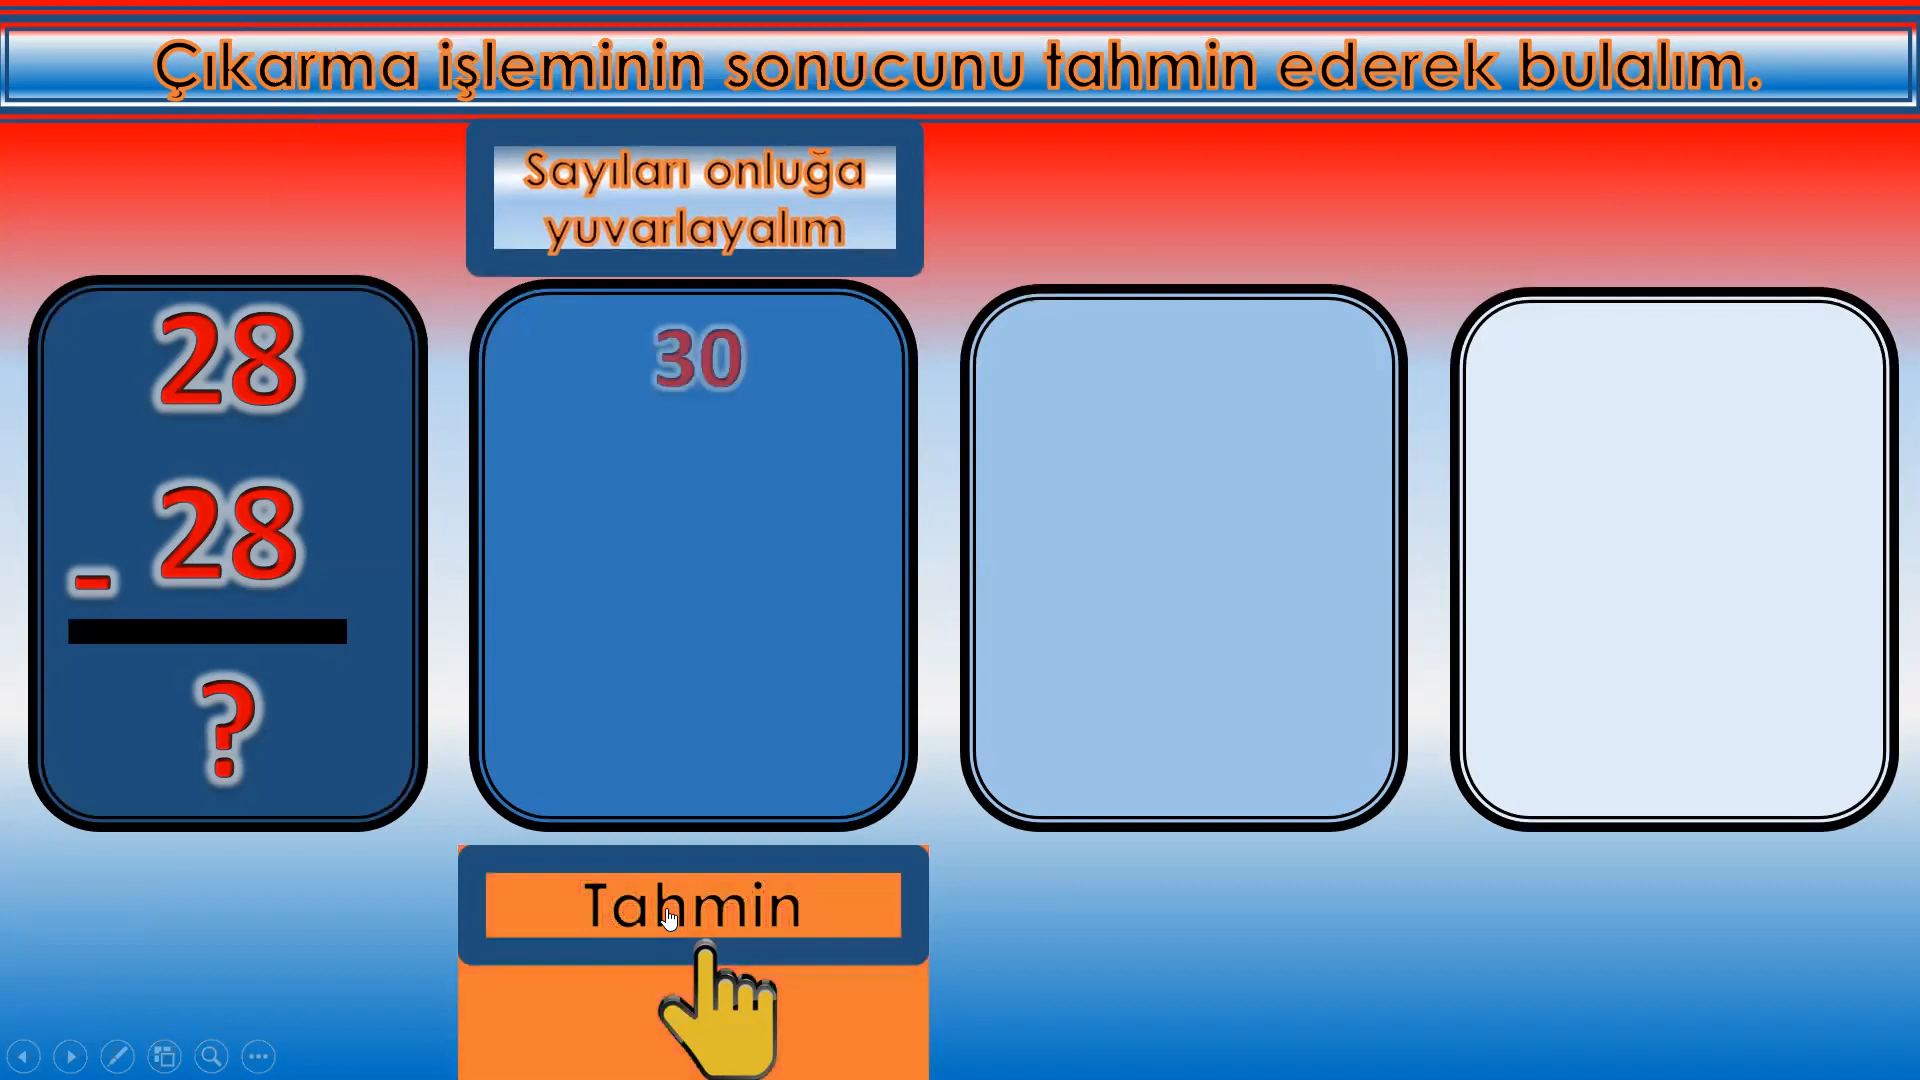 Çıkarma işleminin sonucunu tahmin ederek bulalım.
Sayıları onluğa
yuvarlayalım
28
- 28
?
30
Tahmin